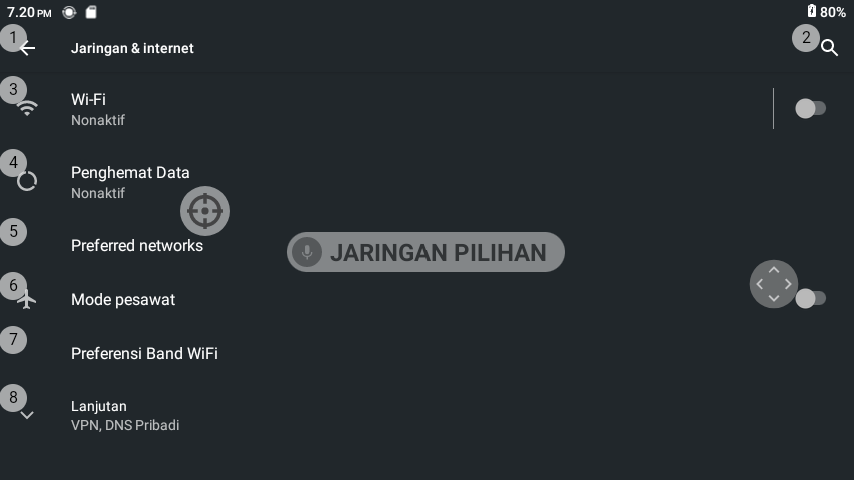 7.20 PM 80%
1 Jaringan & internet 2
3 Wi-Fi
Nonaktif
4 Penghemat Data
Nonaktif
5 Preferred networks
JARINGAN PILIHAN
6 Mode pesawat
7 Preferensi Band WiFi
8 Lanjutan
VPN, DNS Pribadi